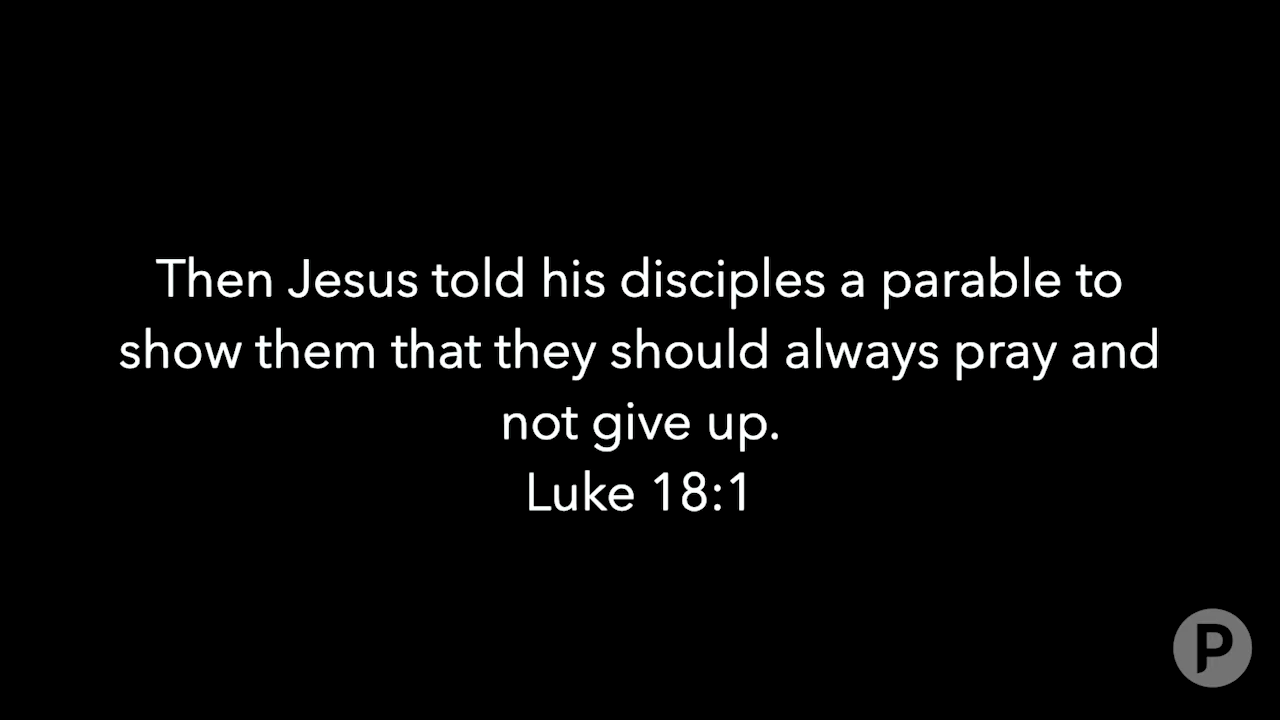 Then Jesus told his disciples a parable to
show them that they should always pray and
not give up.
Luke 18:1
P